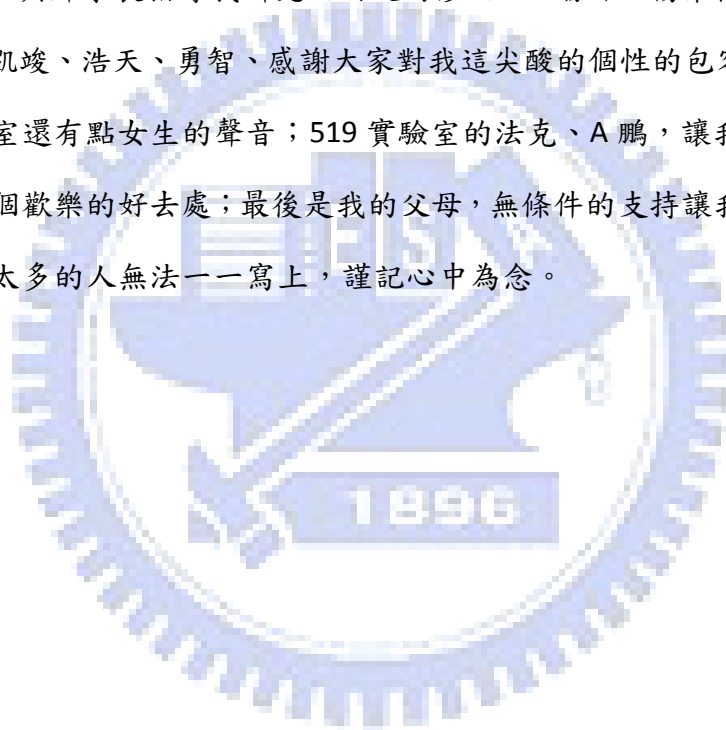 凱竣、浩天、勇智、感謝大家對我這尖酸的個性的包
室還有點女生的聲音；519 實驗室的法克、A 鵬，讓我
個歡樂的好去處；最後是我的父母，無條件的支持讓我
太多的人無法一一寫上，謹記心中為念。
EIS
1896